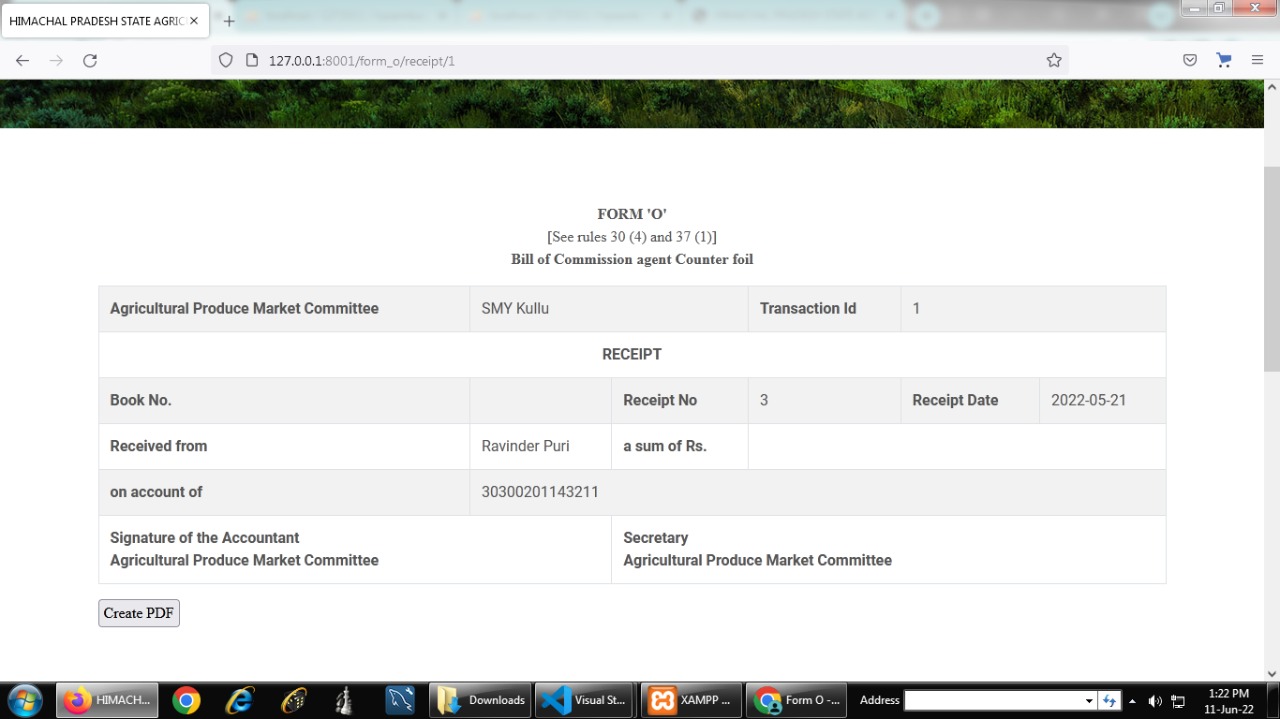 HIMACHAL PRADESH STATE AGRIC
127.0.0.1:8001/form_o/receipt/1
FORM 'O'
[See rules 30 (4) and 37 (1)]
Bill of Commission agent Counter foil
Agricultural Produce Market Committee SMY Kullu Transaction Id 1
RECEIPT
Book No. Receipt No 3 Receipt Date 2022-05-21
Received from Ravinder Puri a sum of Rs.
on account of 30300201143211
Signature of the Accountant
Agricultural Produce Market Committee
Secretary
Agricultural Produce Market Committee
Create PDF
HIMACH... Downloads Visual St... XAMPP ... Form O -... Address 1:22 PM
11-Jun-22